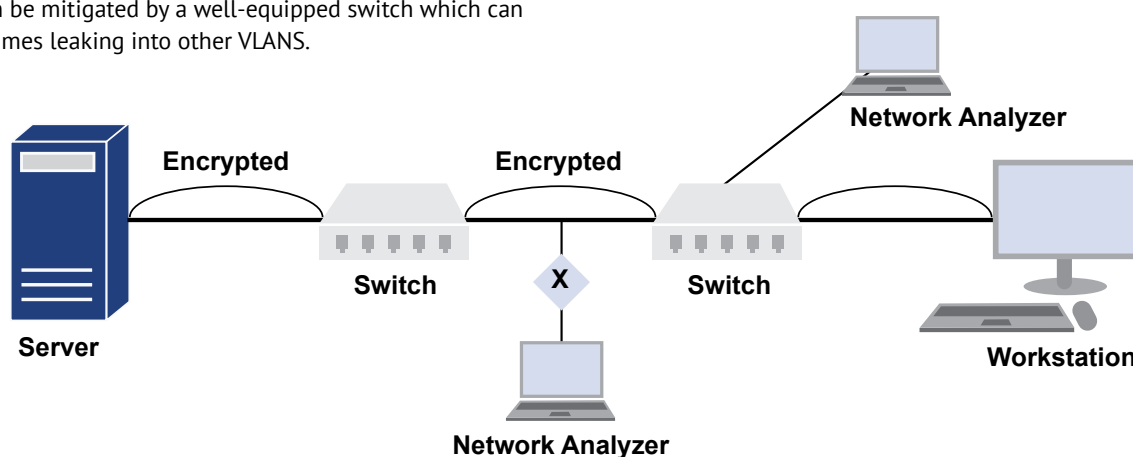 be mitigated by a well-equipped switch which can
mes leaking into other VLANS.
Network Analyzer
Encrypted
Encrypted
X
Switch
Switch
Server
Workstation
Network Analyzer